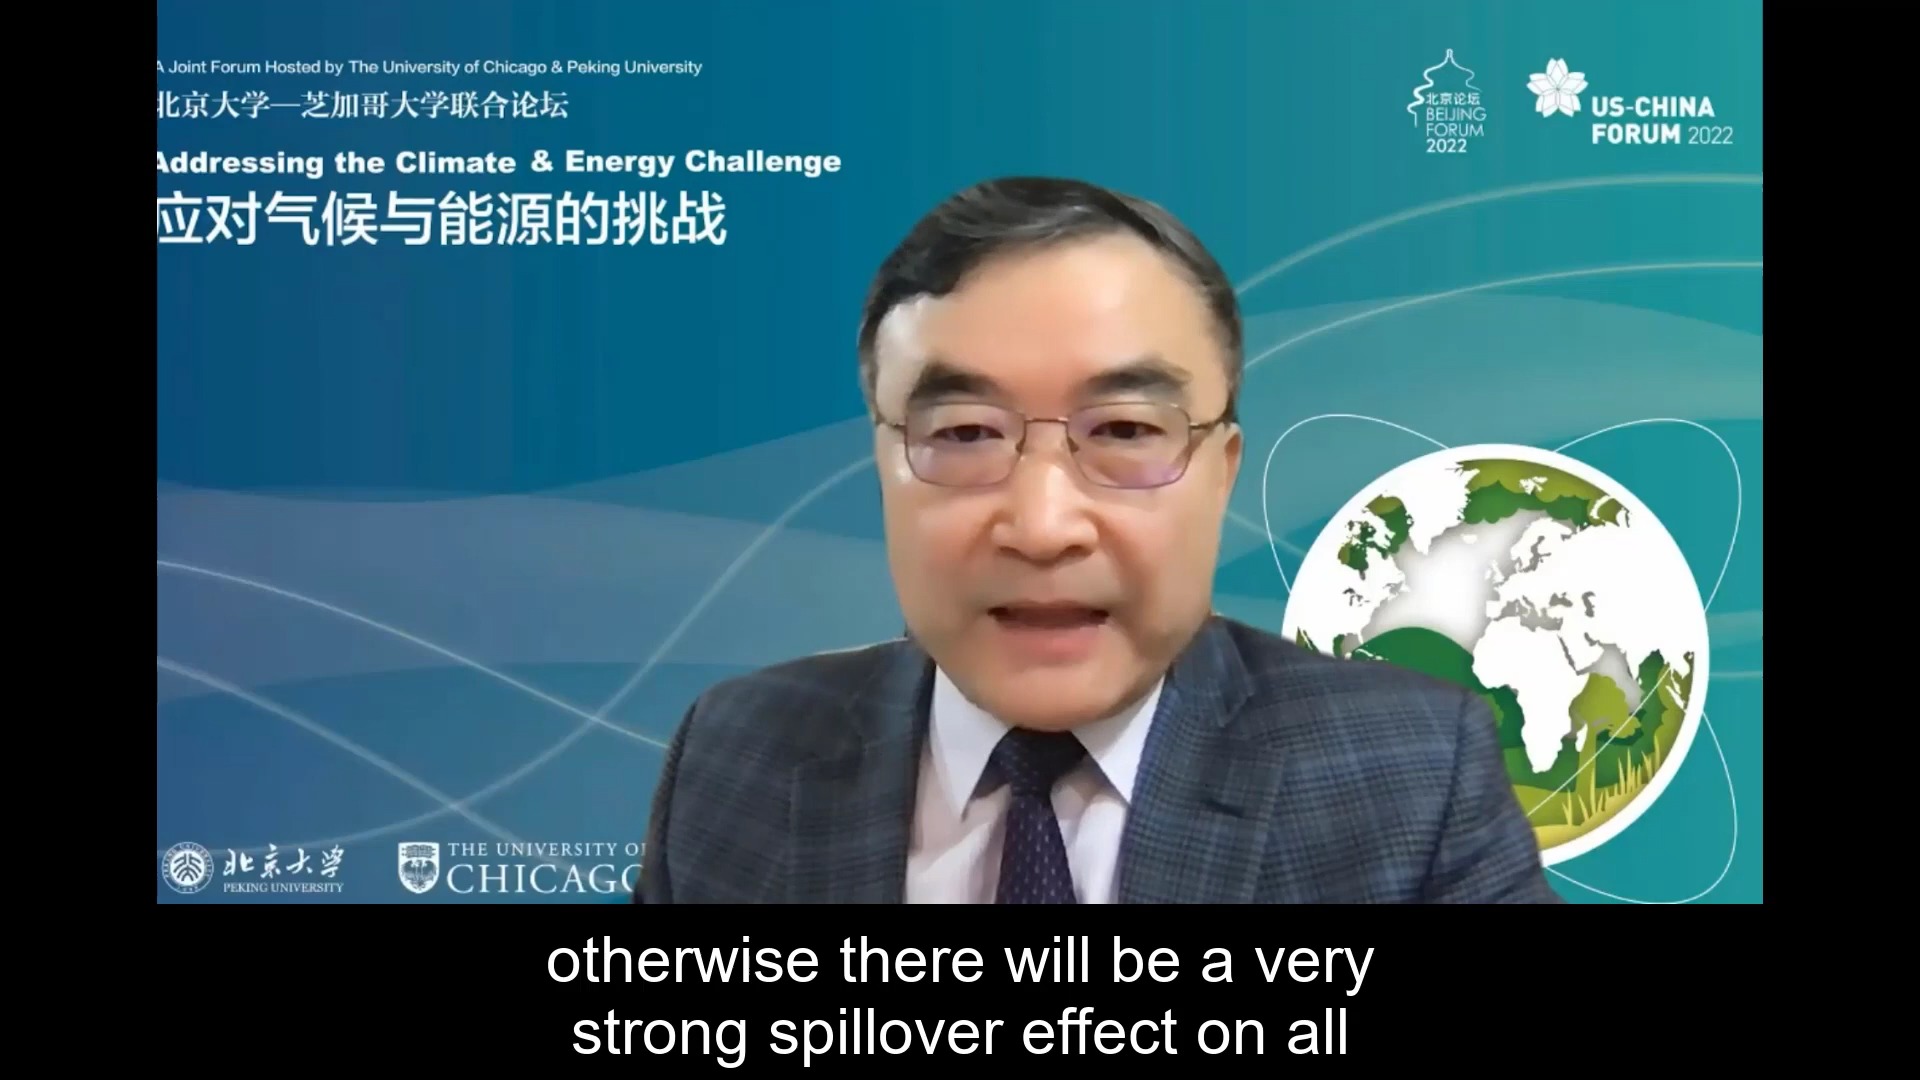 A Joint Forum Hosted by The University of Chicago & Peking University
北京大学—芝加哥大学联合论坛
Addressing the Climate & Energy Challenge
应对气候与能源的挑战
北京论坛
BEIJING
FORUM
2022
US-CHINA
FORUM 2022
北京大学
PEKING UNIVERSITY
THE UNIVERSITY OF
CHICAGO
otherwise there will be a very
strong spillover effect on all